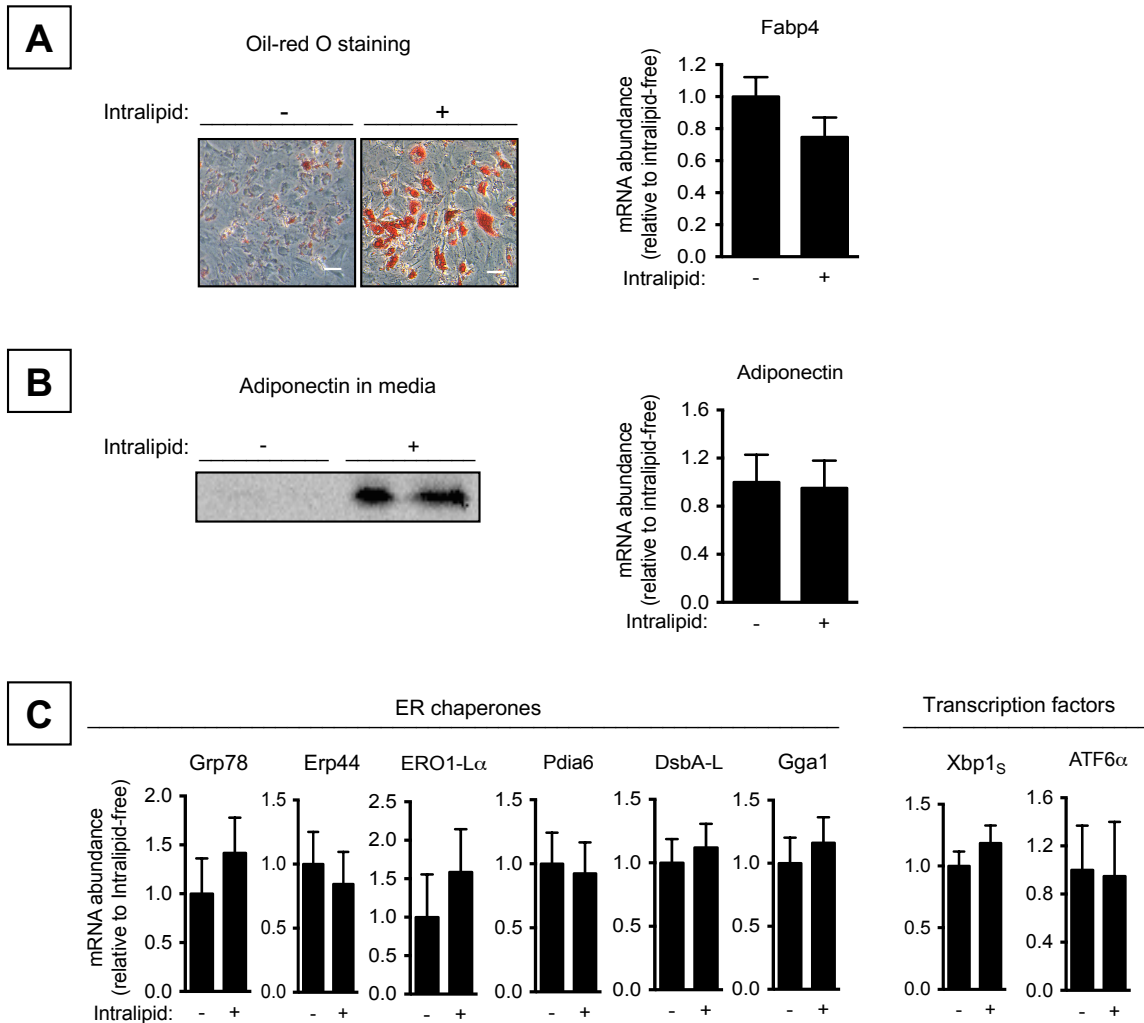 A
Oil-red O staining
Intralipid: - +
Fabp4
mRNA abundance
(relative to intralipid-free)
1.2
1.0
0.8
0.6
0.4
0.2
0.0
Intralipid: - +
B
Adiponectin in media
Intralipid: - +
Adiponectin
mRNA abundance
(relative to intralipid-free)
1.6
1.2
0.8
0.4
0.0
Intralipid: - +
C
ER chaperones
Transcription factors
mRNA abundance
(relative to Intralipid-free)
Grp78
2.0
1.5
1.0
0.5
0.0
Intralipid: - +
Erp44
1.5
1.0
0.5
0.0
- +
ERO1-Lα
2.5
2.0
1.5
1.0
0.5
0.0
- +
Pdia6
1.5
1.0
0.5
0.0
- +
DsbA-L
1.5
1.0
0.5
0.0
- +
Gga1
1.5
1.0
0.5
0.0
- +
Xbp1s
1.5
1.0
0.5
0.0
- +
ATF6α
1.6
1.2
0.8
0.4
0.0
- +